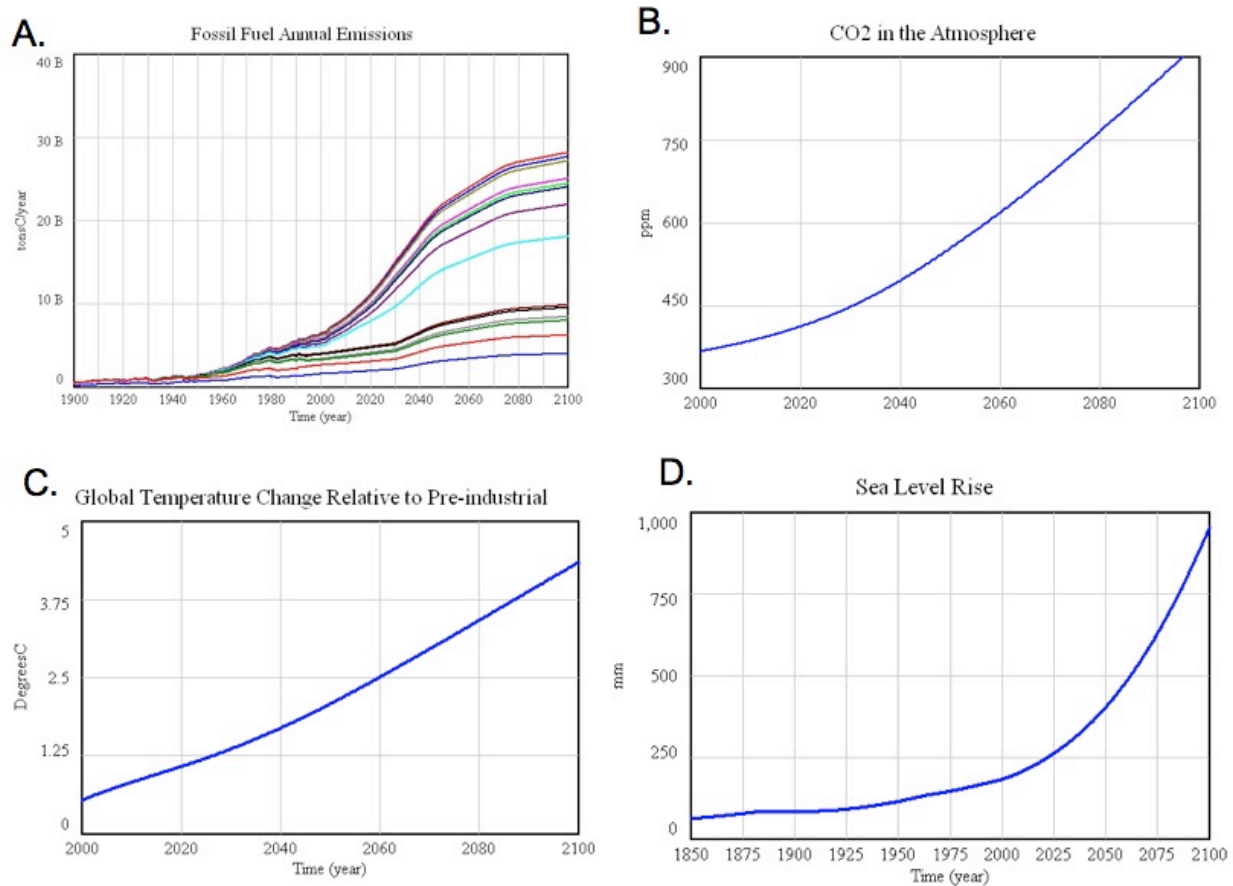 A.
Fossil Fuel Annual Emissions
40 B
30 B
20 B
10 B
0
tonsC/year
1900 1920 1940 1960 1980 2000 2020 2040 2060 2080 2100
Time (year)
B.
CO2 in the Atmosphere
900
750
600
450
300
ppm
2000 2020 2040 2060 2080 2100
C.
Global Temperature Change Relative to Pre-industrial
5
3.75
2.5
1.25
0
DegreesC
2000 2020 2040 2060 2080 2100
Time (year)
D.
Sea Level Rise
1,000
750
500
250
0
mm
1850 1875 1900 1925 1950 1975 2000 2025 2050 2075 2100
Time (year)